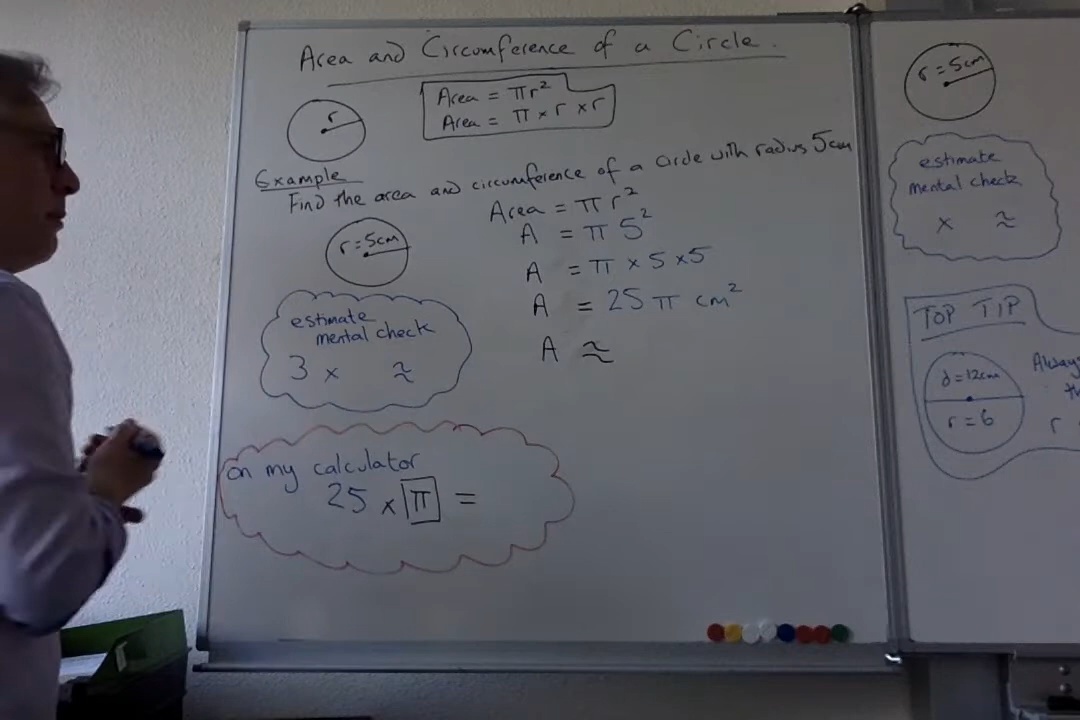 Area and Circumference of a Circle.
r
Area = πr²
Area = π × r × r
Example
Find the area and circumference of a circle with radius 5cm
r = 5cm
Area = π r²
A = π 5²
A = π × 5 × 5
A = 25 π cm²
A ≈
estimate
mental check
3 × ≈
on my calculator
25 × π =
r = 5cm
estimate
mental check
× ≈
TOP TIP
d = 12cm
r = 6
Always
r